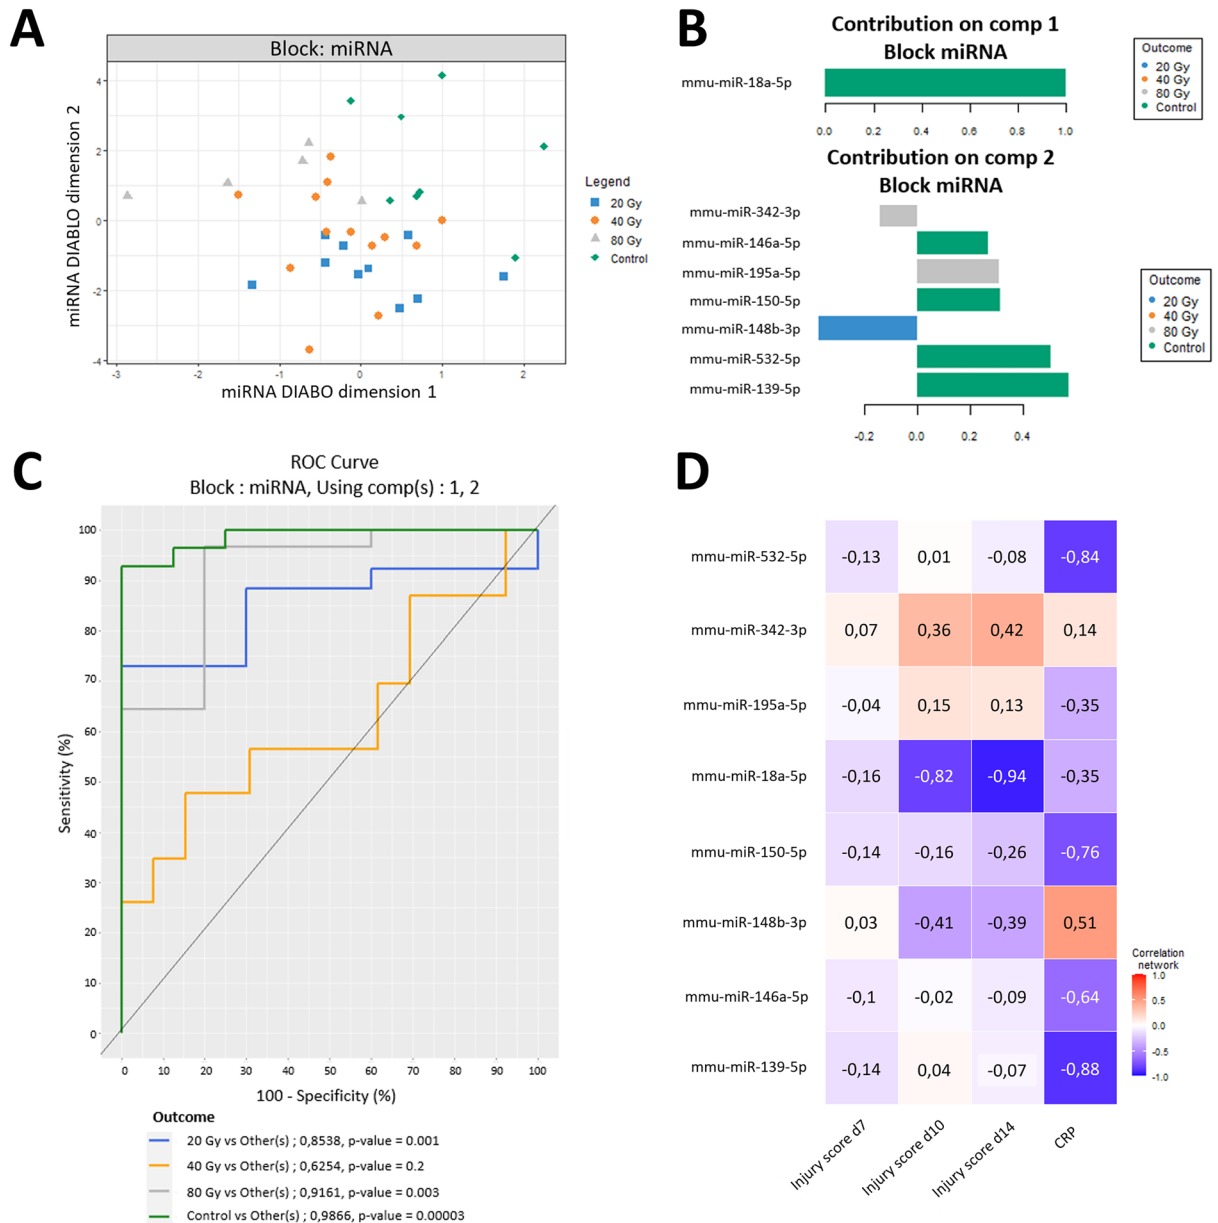 A
Block: miRNA
miRNA DIABLO dimension 2
4
2
0
-2
-4
-3
-2
-1
0
1
2
miRNA DIABO dimension 1
Legend
20 Gy
40 Gy
80 Gy
Control
B
Contribution on comp 1
Block miRNA
mmu-miR-18a-5p
0.0 0.2 0.4 0.6 0.8 1.0
Outcome
20 Gy
40 Gy
80 Gy
Control
Contribution on comp 2
Block miRNA
mmu-miR-342-3p
mmu-miR-146a-5p
mmu-miR-195a-5p
mmu-miR-150-5p
mmu-miR-148b-3p
mmu-miR-532-5p
mmu-miR-139-5p
-0.2 0.0 0.2 0.4
Outcome
20 Gy
40 Gy
80 Gy
Control
C
ROC Curve
Block : miRNA, Using comp(s) : 1, 2
Sensitivity (%)
100
90
80
70
60
50
40
30
20
10
0
0 10 20 30 40 50 60 70 80 90 100
100 - Specificity (%)
Outcome
20 Gy vs Other(s) ; 0,8538, p-value = 0.001
40 Gy vs Other(s) ; 0,6254, p-value = 0.2
80 Gy vs Other(s) ; 0,9161, p-value = 0.003
Control vs Other(s) ; 0,9866, p-value = 0.00003
D
mmu-miR-532-5p -0,13 0,01 -0,08 -0,84
mmu-miR-342-3p 0,07 0,36 0,42 0,14
mmu-miR-195a-5p -0,04 0,15 0,13 -0,35
mmu-miR-18a-5p -0,16 -0,82 -0,94 -0,35
mmu-miR-150-5p -0,14 -0,16 -0,26 -0,76
mmu-miR-148b-3p 0,03 -0,41 -0,39 0,51
mmu-miR-146a-5p -0,1 -0,02 -0,09 -0,64
mmu-miR-139-5p -0,14 0,04 -0,07 -0,88
Injury score d7
Injury score d10
Injury score d14
CRP
Correlation
network
1.0
0.5
0.0
-0.5
-1.0